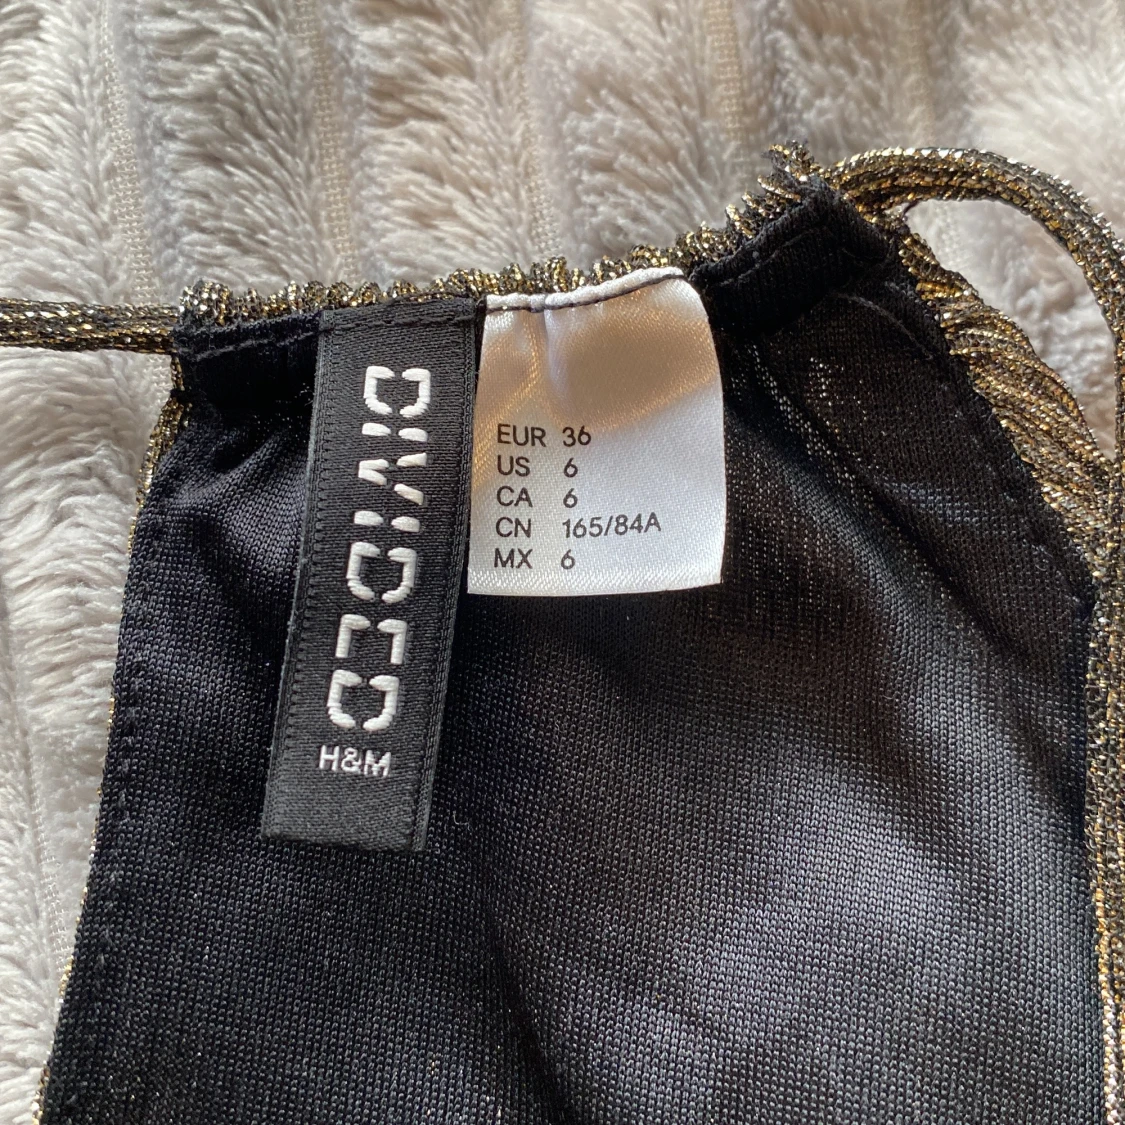 DIVIDED
H&M
EUR 36
US 6
CA 6
CN 165/84A
MX 6